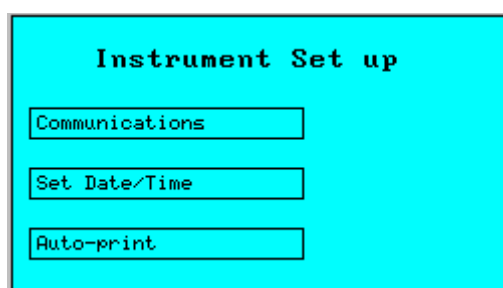 Instrument Set up
Communications
Set Date/Time
Auto-print